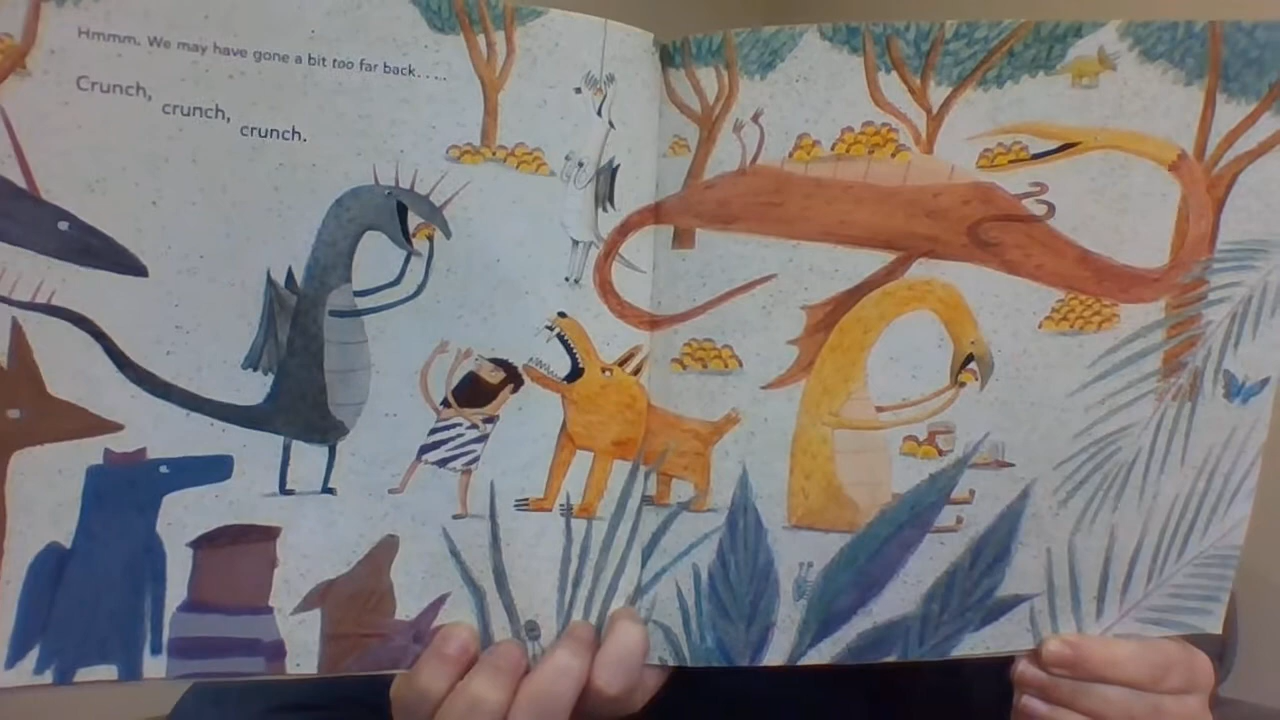 Hmmm. We may have gone a bit too far back. . . . .
Crunch,
crunch,
crunch.